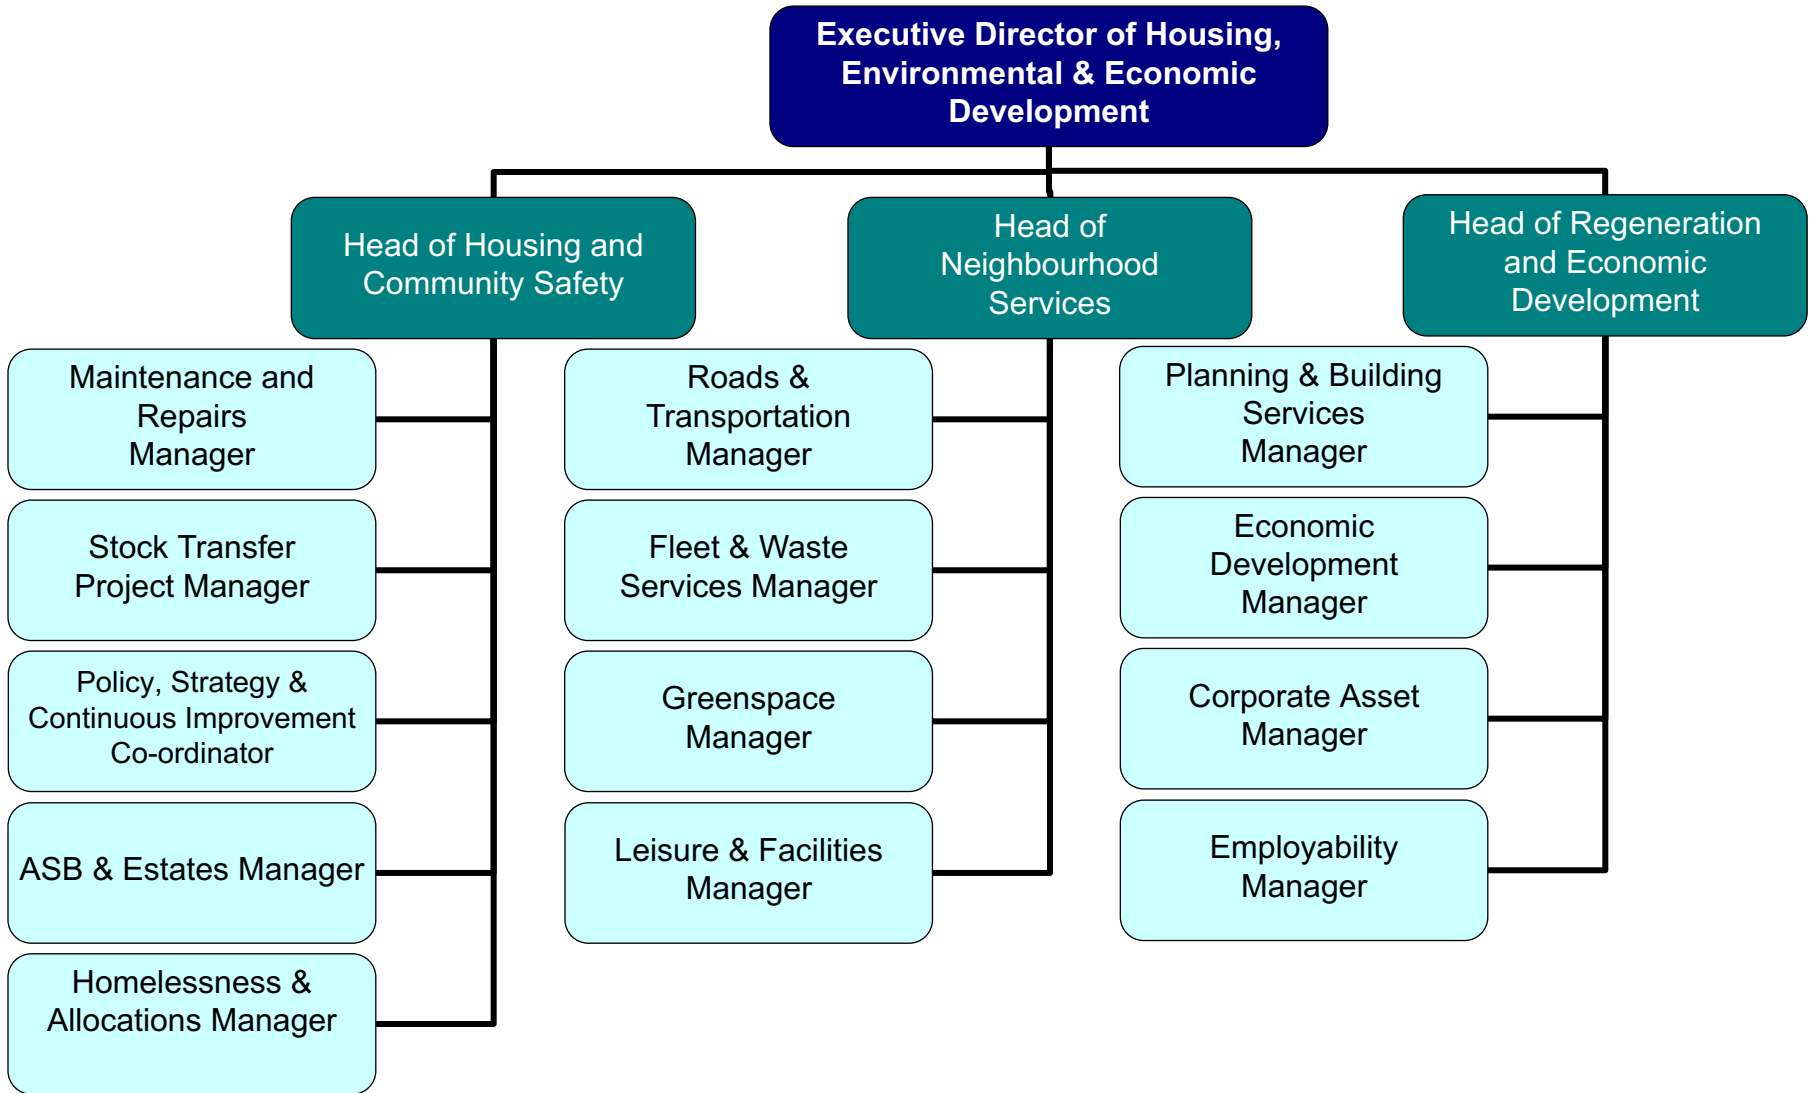 Executive Director of Housing,
Environmental & Economic
Development
Head of Housing and
Community Safety
Head of
Neighbourhood
Services
Head of Regeneration
and Economic
Development
Maintenance and
Repairs
Manager
Stock Transfer
Project Manager
Policy, Strategy &
Continuous Improvement
Co-ordinator
ASB & Estates Manager
Homelessness &
Allocations Manager
Roads &
Transportation
Manager
Fleet & Waste
Services Manager
Greenspace
Manager
Leisure & Facilities
Manager
Planning & Building
Services
Manager
Economic
Development
Manager
Corporate Asset
Manager
Employability
Manager